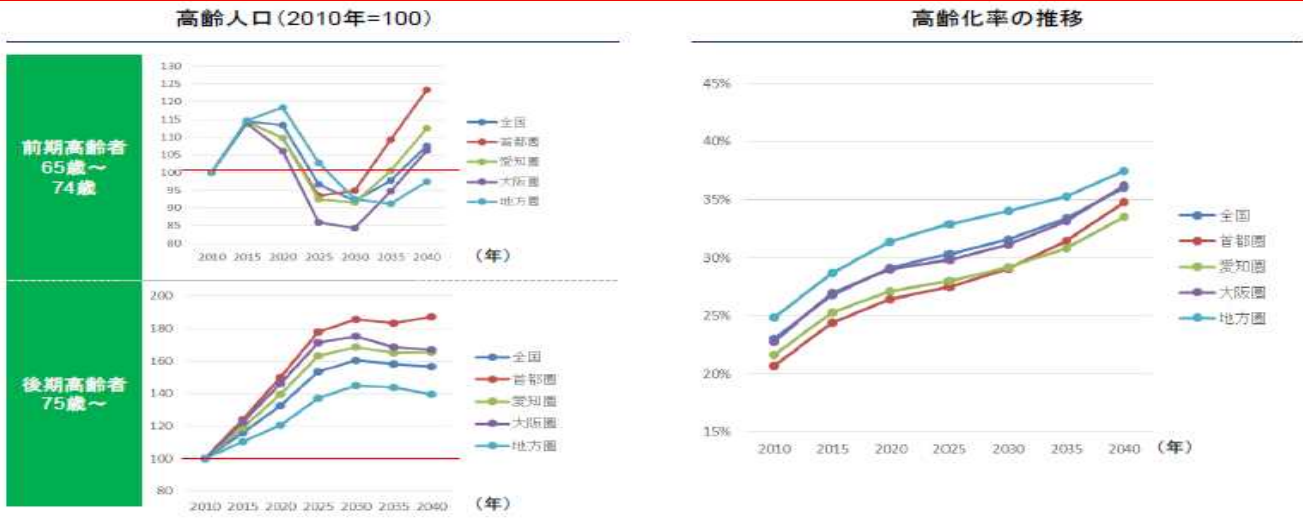 高齢人口(2010年=100)
前期高齢者
65歳～
74歳
130
125
120
115
110
105
100
95
90
85
80
2010 2015 2020 2025 2030 2035 2040
(年)
全国
首都圏
愛知圏
大阪圏
地方圏
後期高齢者
75歳～
200
180
160
140
120
100
80
2010 2015 2020 2025 2030 2035 2040
(年)
全国
首都圏
愛知圏
大阪圏
地方圏
高齢化率の推移
45%
40%
35%
30%
25%
20%
15%
2010 2015 2020 2025 2030 2035 2040
(年)
全国
首都圏
愛知圏
大阪圏
地方圏